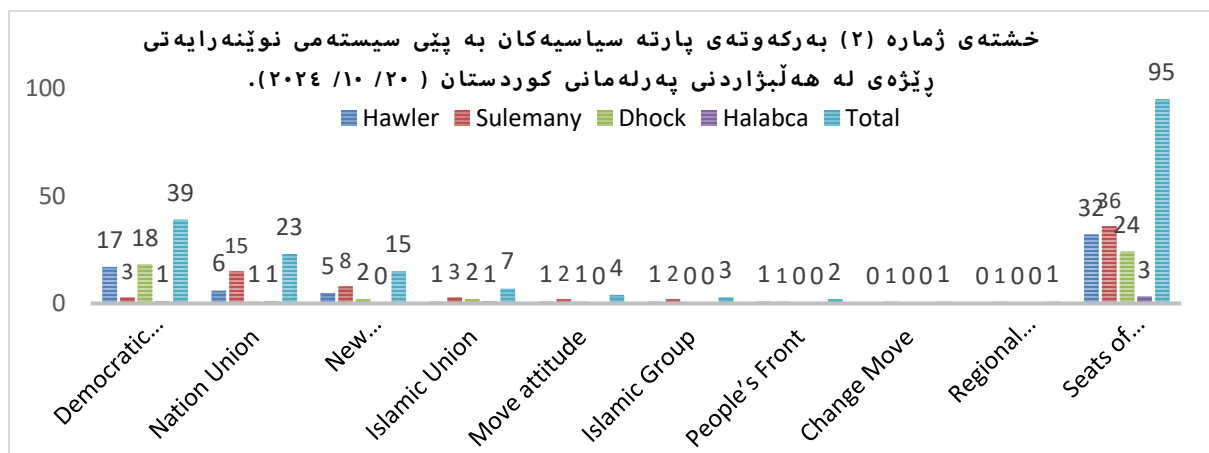 خشتەی ژمارە (٢) بەرکەوتەی پارتە سیاسیەکان بە پێی سیستەمی نوێنەرایەتی
ڕێژەی لە هەڵبژاردنی پەرلەمانی کوردستان ( ٢٠/ ١٠/ ٢٠٢٤).
Hawler Sulemany Dhock Halabca Total
100
50
0
17 3 18 1 39
6 15 1 1 23
5 8 2 0 15
1 3 2 1 7
1 2 1 0 4
1 2 0 0 3
1 1 0 0 2
0 1 0 0 1
0 1 0 0 1
32 36 24 3 95
Democratic...
Nation Union
New...
Islamic Union
Move attitude
Islamic Group
People's Front
Change Move
Regional...
Seats of...